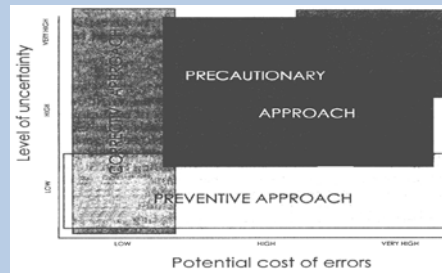 Level of uncertainty
VERY HIGH
HIGH
LOW
CORRECTIVE APPROACH
PRECAUTIONARY
APPROACH
PREVENTIVE APPROACH
LOW
HIGH
VERY HIGH
Potential cost of errors